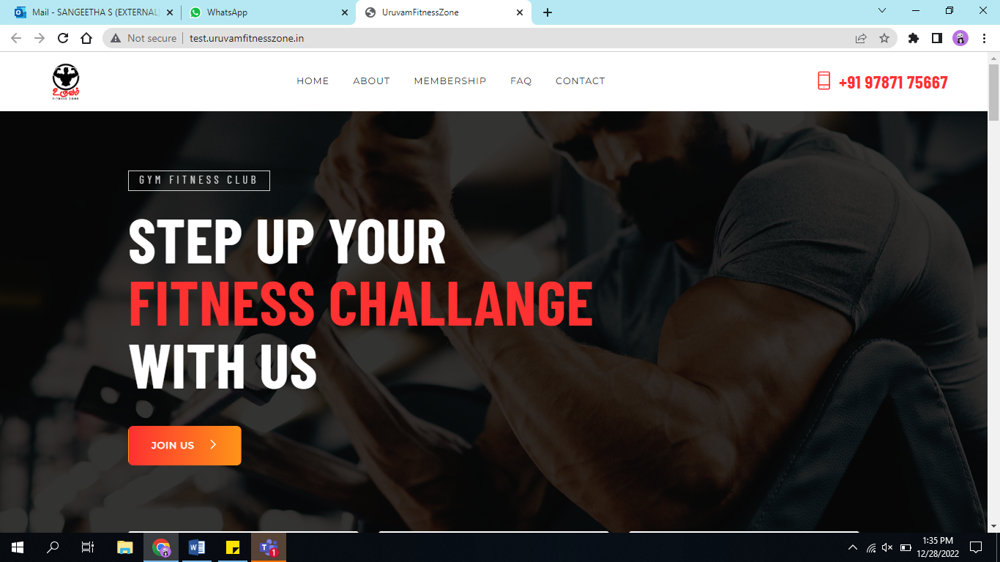 Mail - SANGEETHA S (EXTERNAL)
WhatsApp
UruvamFitnessZone
Not secure
test.uruvamfitnesszone.in
உருவம்
FITNESS ZONE
HOME
ABOUT
MEMBERSHIP
FAQ
CONTACT
+91 97871 75667
GYM FITNESS CLUB
STEP UP YOUR
FITNESS CHALLANGE
WITH US
JOIN US
1
1:35 PM
12/28/2022